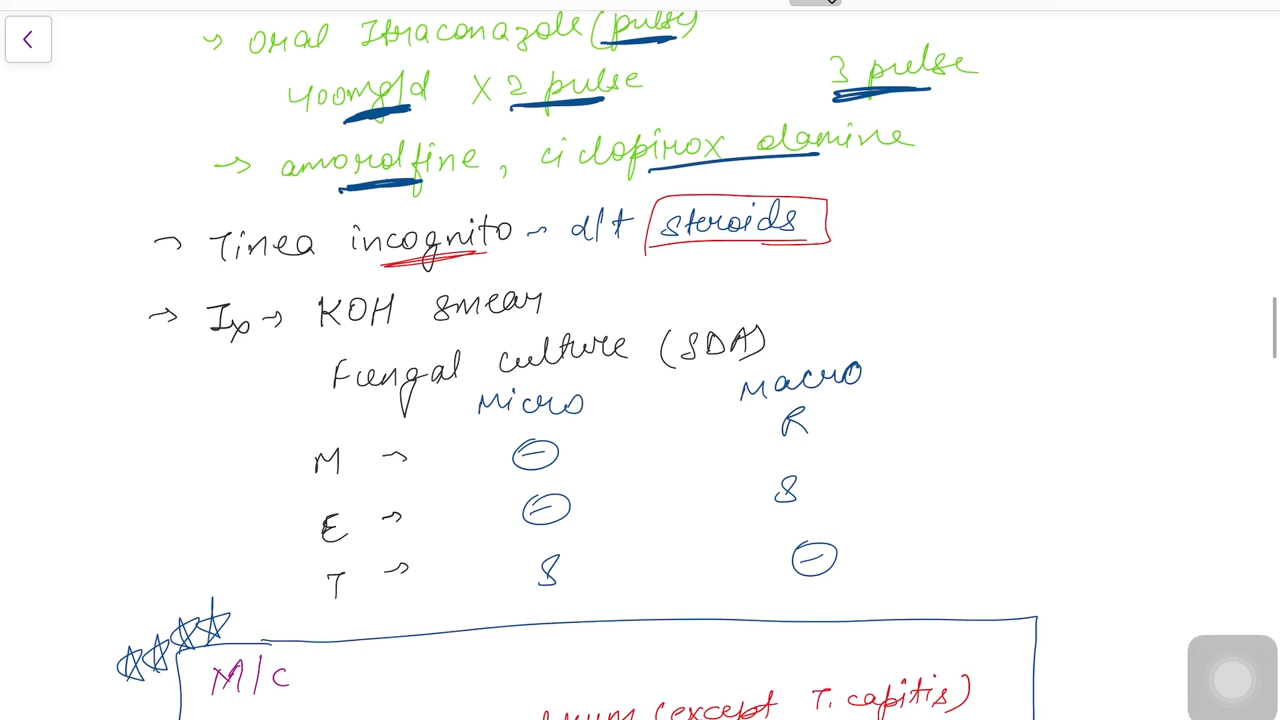 → oral Itraconazole (pulse)
400mg/d X 2 pulse 3 pulse
→ amorolfine, ciclopirox olamine
→ Tinea incognito ~ d/t steroids
→ Ix → KOH smear
Fungal culture (SDA)
Micro Macro
M → ⊖ R
E → ⊖ S
T → S ⊖
M/C
(except T. capitis)